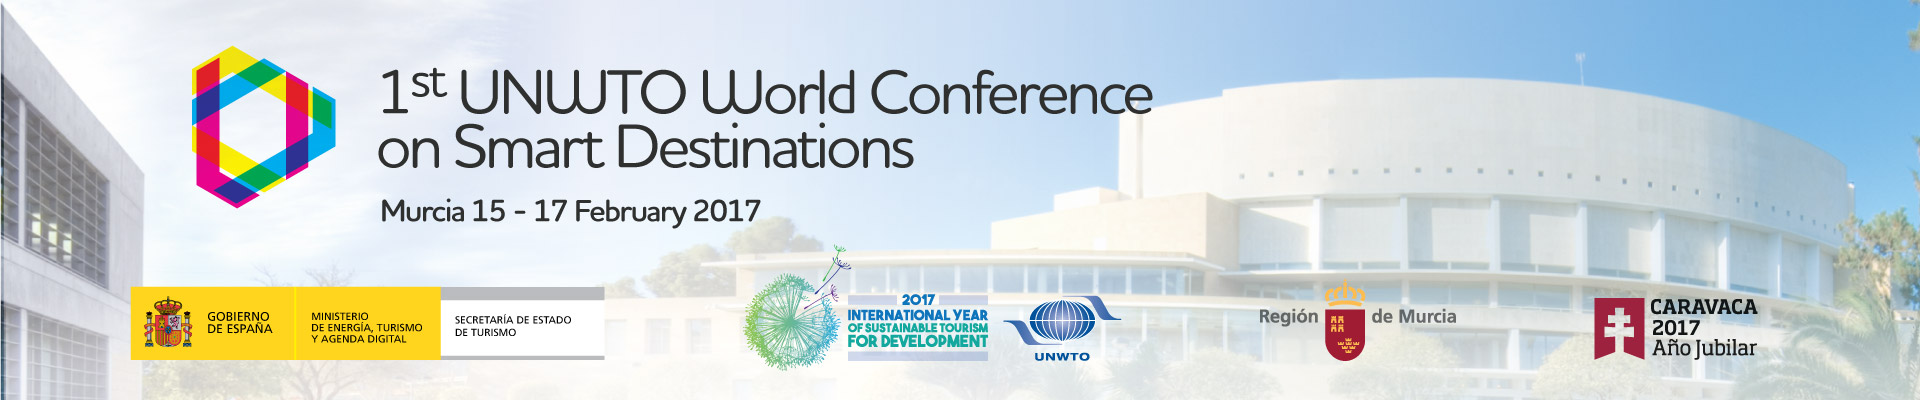 1st UNWTO World Conference
on Smart Destinations
Murcia 15 - 17 February 2017
GOBIERNO
DE ESPAÑA
MINISTERIO
DE ENERGÍA, TURISMO
Y AGENDA DIGITAL
SECRETARÍA DE ESTADO
DE TURISMO
2017
INTERNATIONAL YEAR
OF SUSTAINABLE TOURISM
FOR DEVELOPMENT
UNWTO
Región de Murcia
CARAVACA
2017
Año Jubilar